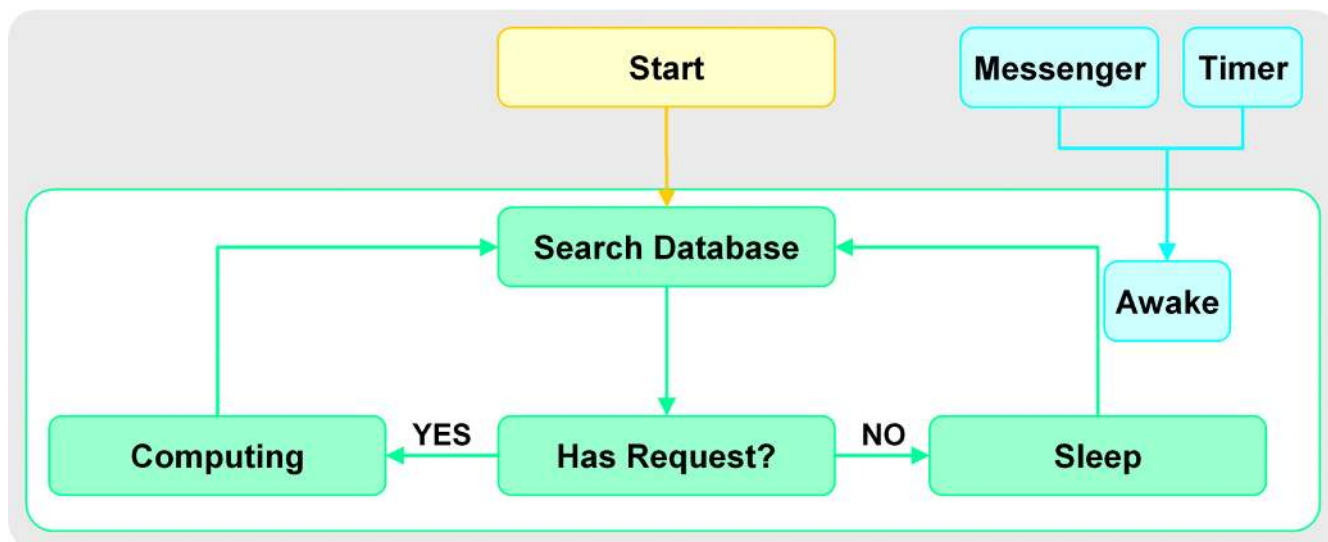 Start
Messenger
Timer
Search Database
Awake
YES
NO
Computing
Has Request?
Sleep